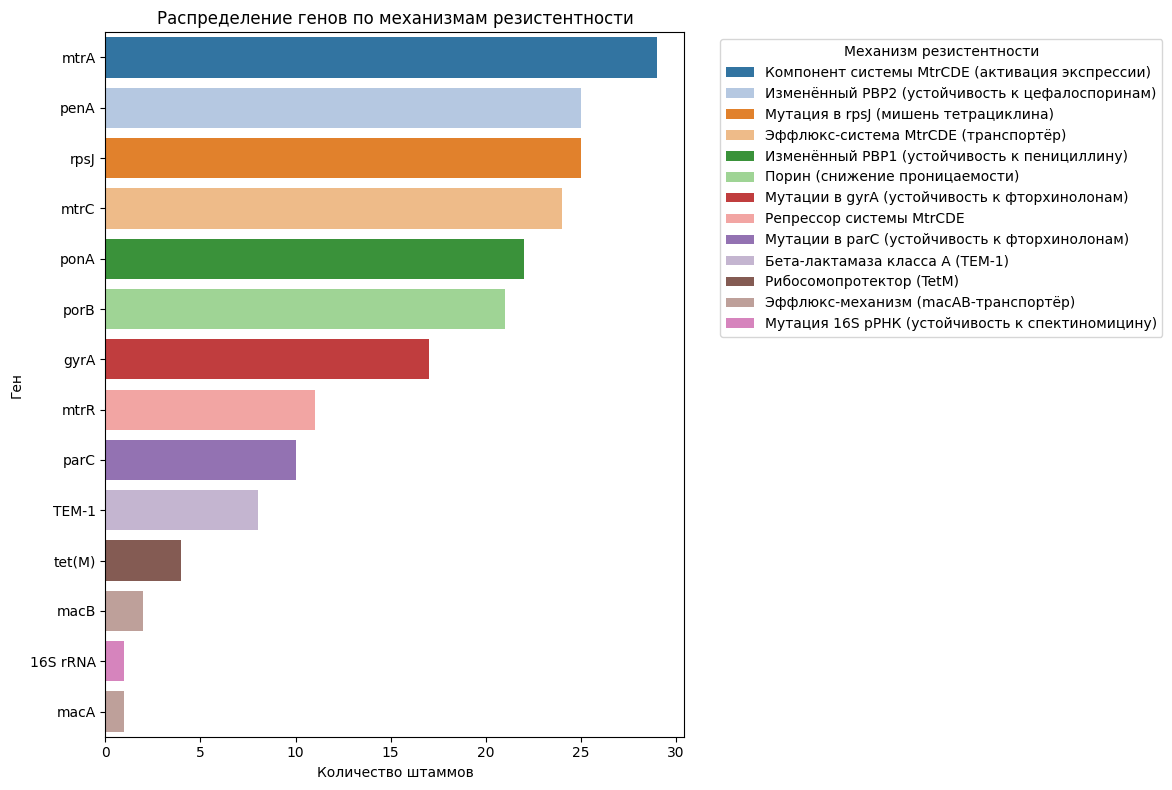 Распределение генов по механизмам резистентности
Ген
mtrA
penA
rpsJ
mtrC
ponA
porB
gyrA
mtrR
parC
TEM-1
tet(M)
macB
16S rRNA
macA
0 5 10 15 20 25 30
Количество штаммов
Механизм резистентности
Компонент системы MtrCDE (активация экспрессии)
Изменённый PBP2 (устойчивость к цефалоспоринам)
Мутация в rpsJ (мишень тетрациклина)
Эффлюкс-система MtrCDE (транспортёр)
Изменённый PBP1 (устойчивость к пенициллину)
Порин (снижение проницаемости)
Мутации в gyrA (устойчивость к фторхинолонам)
Репрессор системы MtrCDE
Мутации в parC (устойчивость к фторхинолонам)
Бета-лактамаза класса A (TEM-1)
Рибосомопротектор (TetM)
Эффлюкс-механизм (macAB-транспортёр)
Мутация 16S рРНК (устойчивость к спектиномицину)